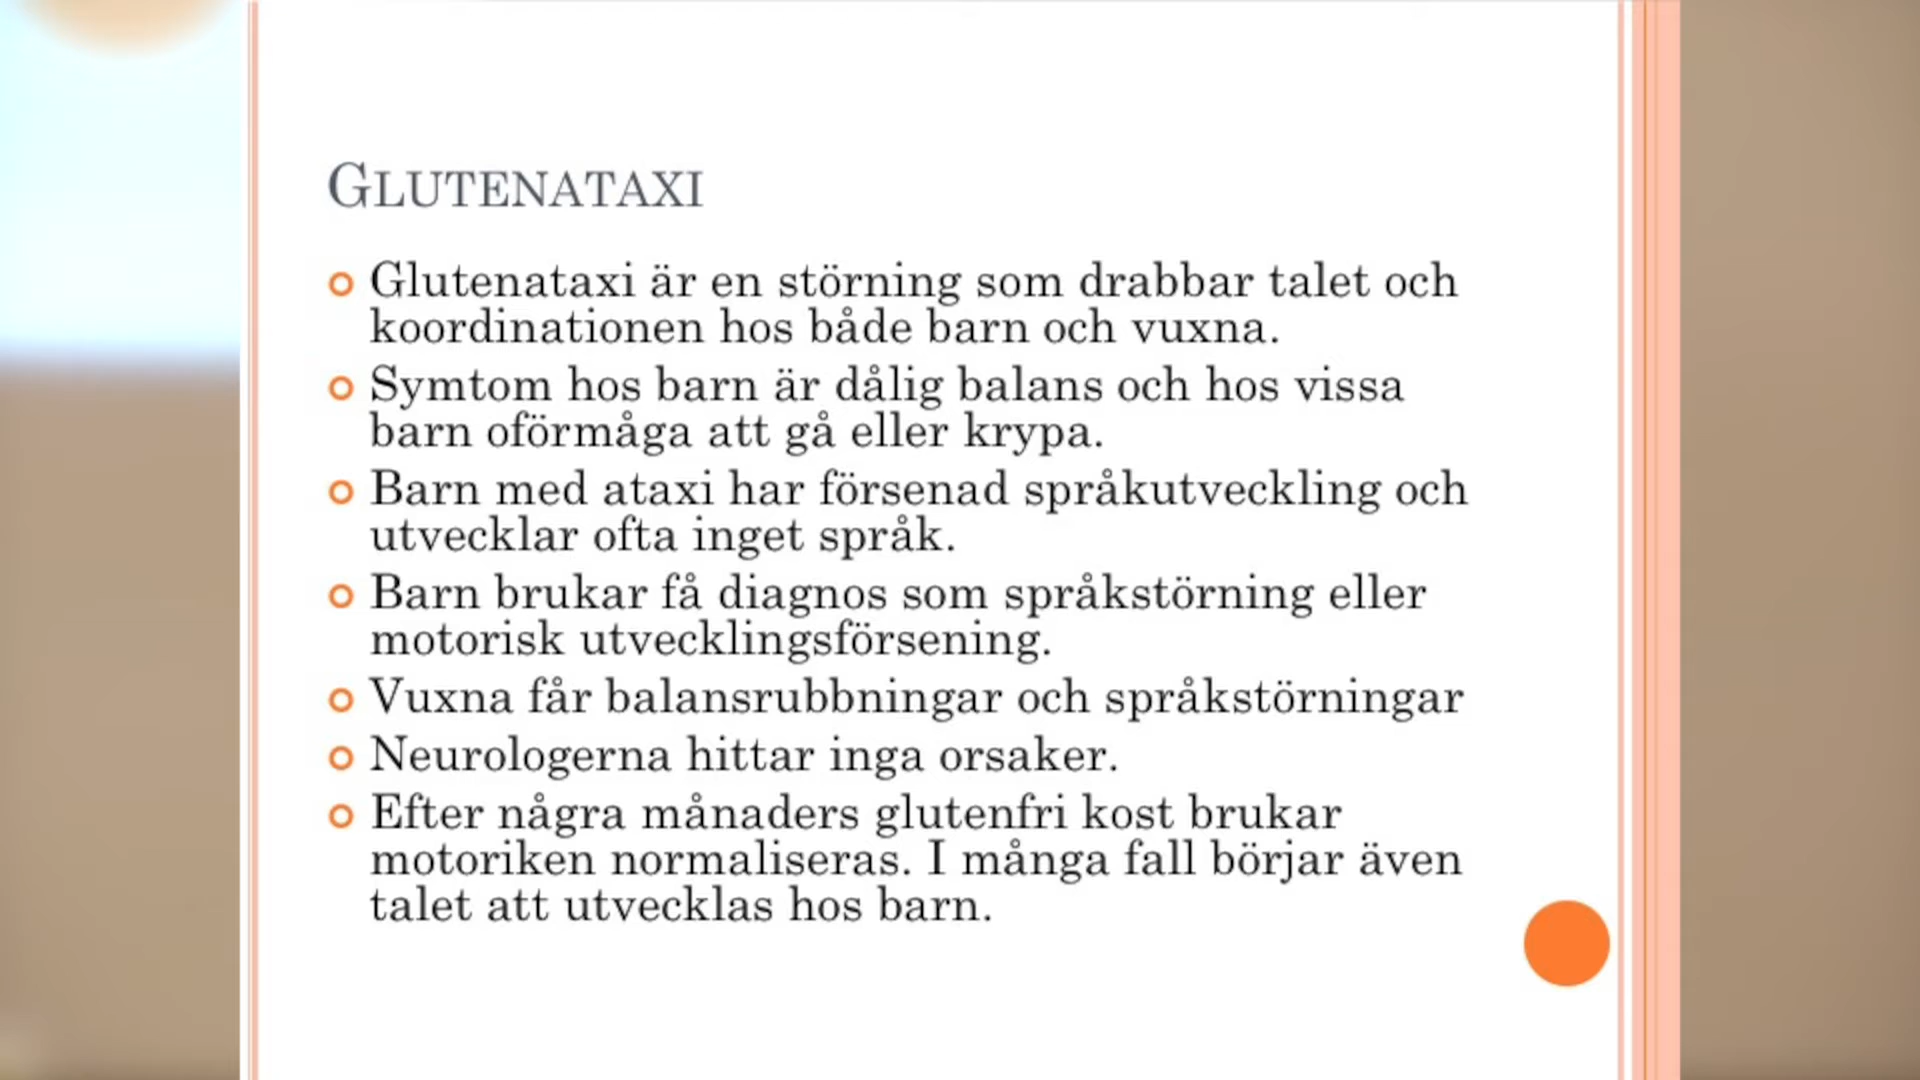 Glutenataxi
Glutenataxi är en störning som drabbar talet och
koordinationen hos både barn och vuxna.
Symtom hos barn är dålig balans och hos vissa
barn oförmåga att gå eller krypa.
Barn med ataxi har försenad språkutveckling och
utvecklar ofta inget språk.
Barn brukar få diagnos som språkstörning eller
motorisk utvecklingsförsening.
Vuxna får balansrubbningar och språkstörningar
Neurologerna hittar inga orsaker.
Efter några månaders glutenfri kost brukar
motoriken normaliseras. I många fall börjar även
talet att utvecklas hos barn.